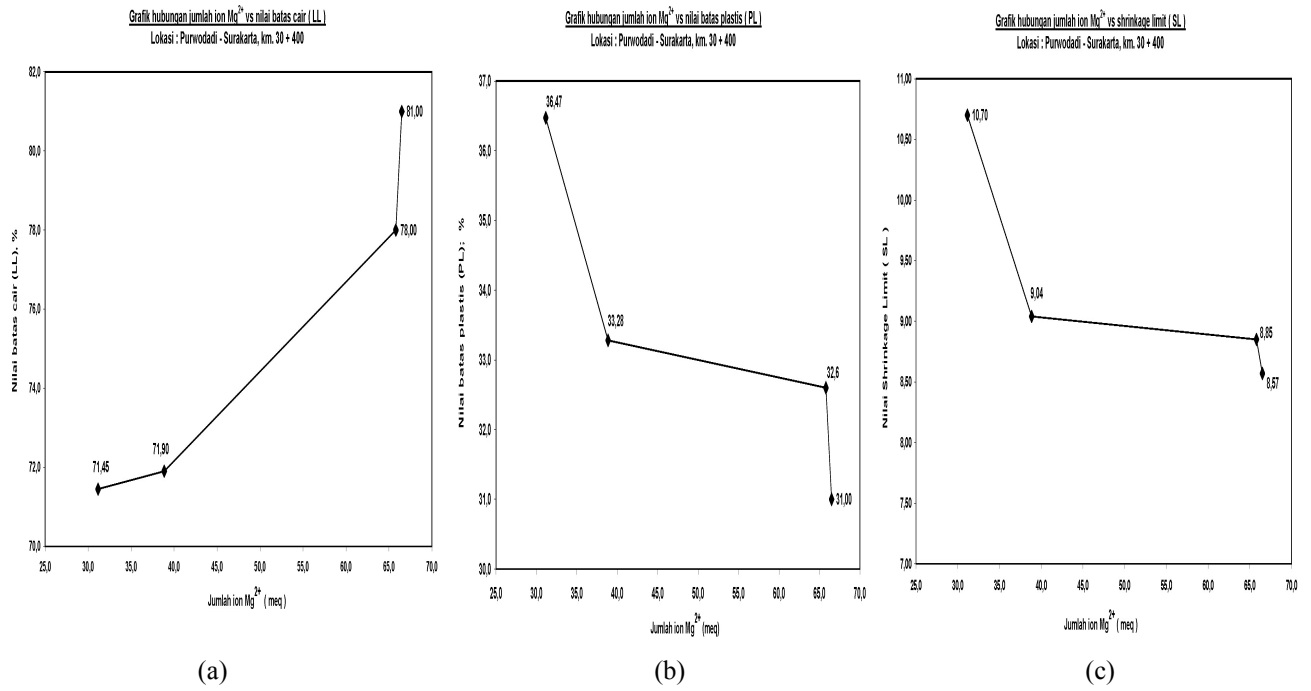 Grafik hubungan jumlah ion Mg²⁺ vs nilai batas cair ( LL )
Lokasi : Purwodadi - Surakarta, km. 30 + 400
82,0
80,0
78,0
76,0
74,0
72,0
70,0
Nilai batas cair (LL). %
81,00
78,00
71,90
71,45
25,0 30,0 35,0 40,0 45,0 50,0 55,0 60,0 65,0 70,0
Jumlah ion Mg²⁺ ( meq )
(a)
Grafik hubungan jumlah ion Mg²⁺ vs nilai batas plastis ( PL )
Lokasi : Purwodadi - Surakarta, km. 30 + 400
37,0
36,0
35,0
34,0
33,0
32,0
31,0
30,0
Nilai batas plastis (PL); %
36,47
33,28
32,6
31,00
25,0 30,0 35,0 40,0 45,0 50,0 55,0 60,0 65,0 70,0
Jumlah ion Mg²⁺ (meq)
(b)
Grafik hubungan jumlah ion Mg²⁺ vs shrinkage limit ( SL )
Lokasi : Purwodadi - Surakarta, km. 30 + 400
11,00
10,50
10,00
9,50
9,00
8,50
8,00
7,50
7,00
Nilai Shrinkage Limit ( SL )
10,70
9,04
8,85
8,57
25,0 30,0 35,0 40,0 45,0 50,0 55,0 60,0 65,0 70,0
Jumlah ion Mg²⁺ ( meq )
(c)